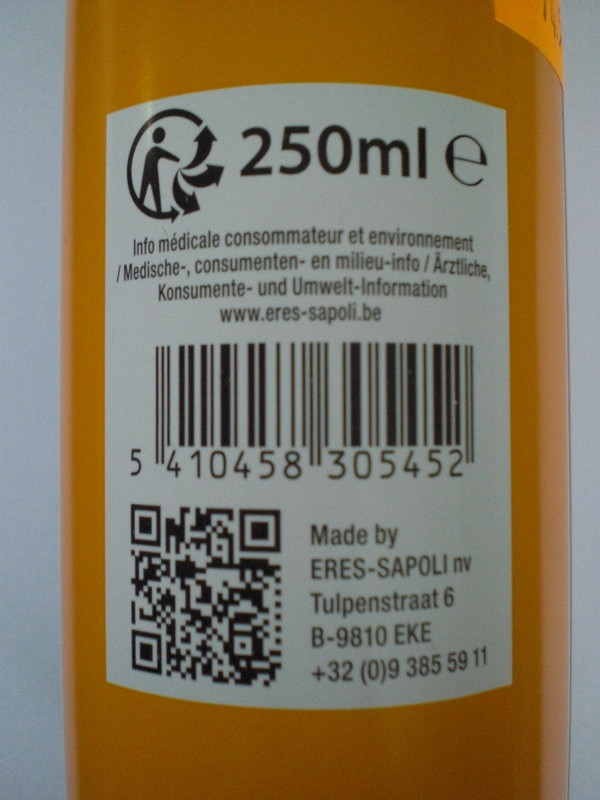 250ml ℮
Info médicale consommateur et environnement
/ Medische-, consumenten- en milieu-info / Ärztliche,
Konsumente- und Umwelt-Information
www.eres-sapoli.be
5 410458 305452
Made by
ERES-SAPOLI nv
Tulpenstraat 6
B-9810 EKE
+32 (0)9 385 59 11